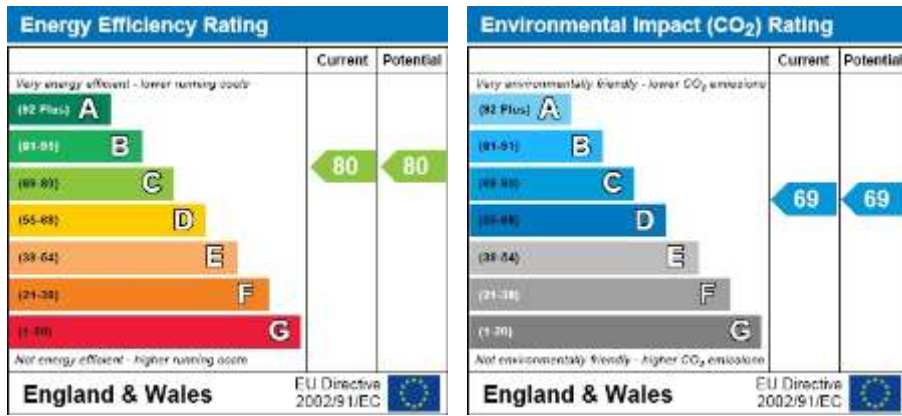 Energy Efficiency Rating
Current Potential
Very energy efficient - lower running costs
(92 Plus) A
(81-91) B
(69-80) C
(55-68) D
(39-54) E
(21-38) F
(1-20) G
80 80
Not energy efficient - higher running costs
England & Wales
EU Directive
2002/91/EC
Environmental Impact (CO₂) Rating
Current Potential
Very environmentally friendly - lower CO₂ emissions
(92 Plus) A
(81-91) B
(69-80) C
(55-68) D
(39-54) E
(21-38) F
(1-20) G
69 69
Not environmentally friendly - higher CO₂ emissions
England & Wales
EU Directive
2002/91/EC